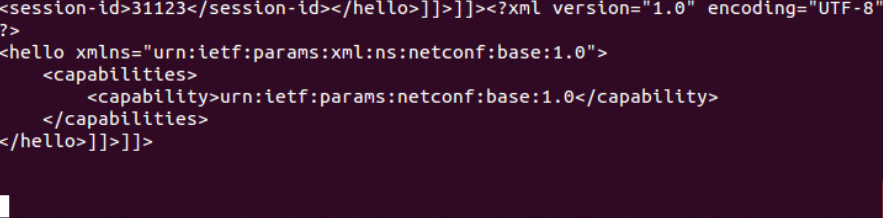 <session-id>31123</session-id></hello>]]>]]><?xml version="1.0" encoding="UTF-8"
?>
<hello xmlns="urn:ietf:params:xml:ns:netconf:base:1.0">
    <capabilities>
        <capability>urn:ietf:params:netconf:base:1.0</capability>
    </capabilities>
</hello>]]>]]>